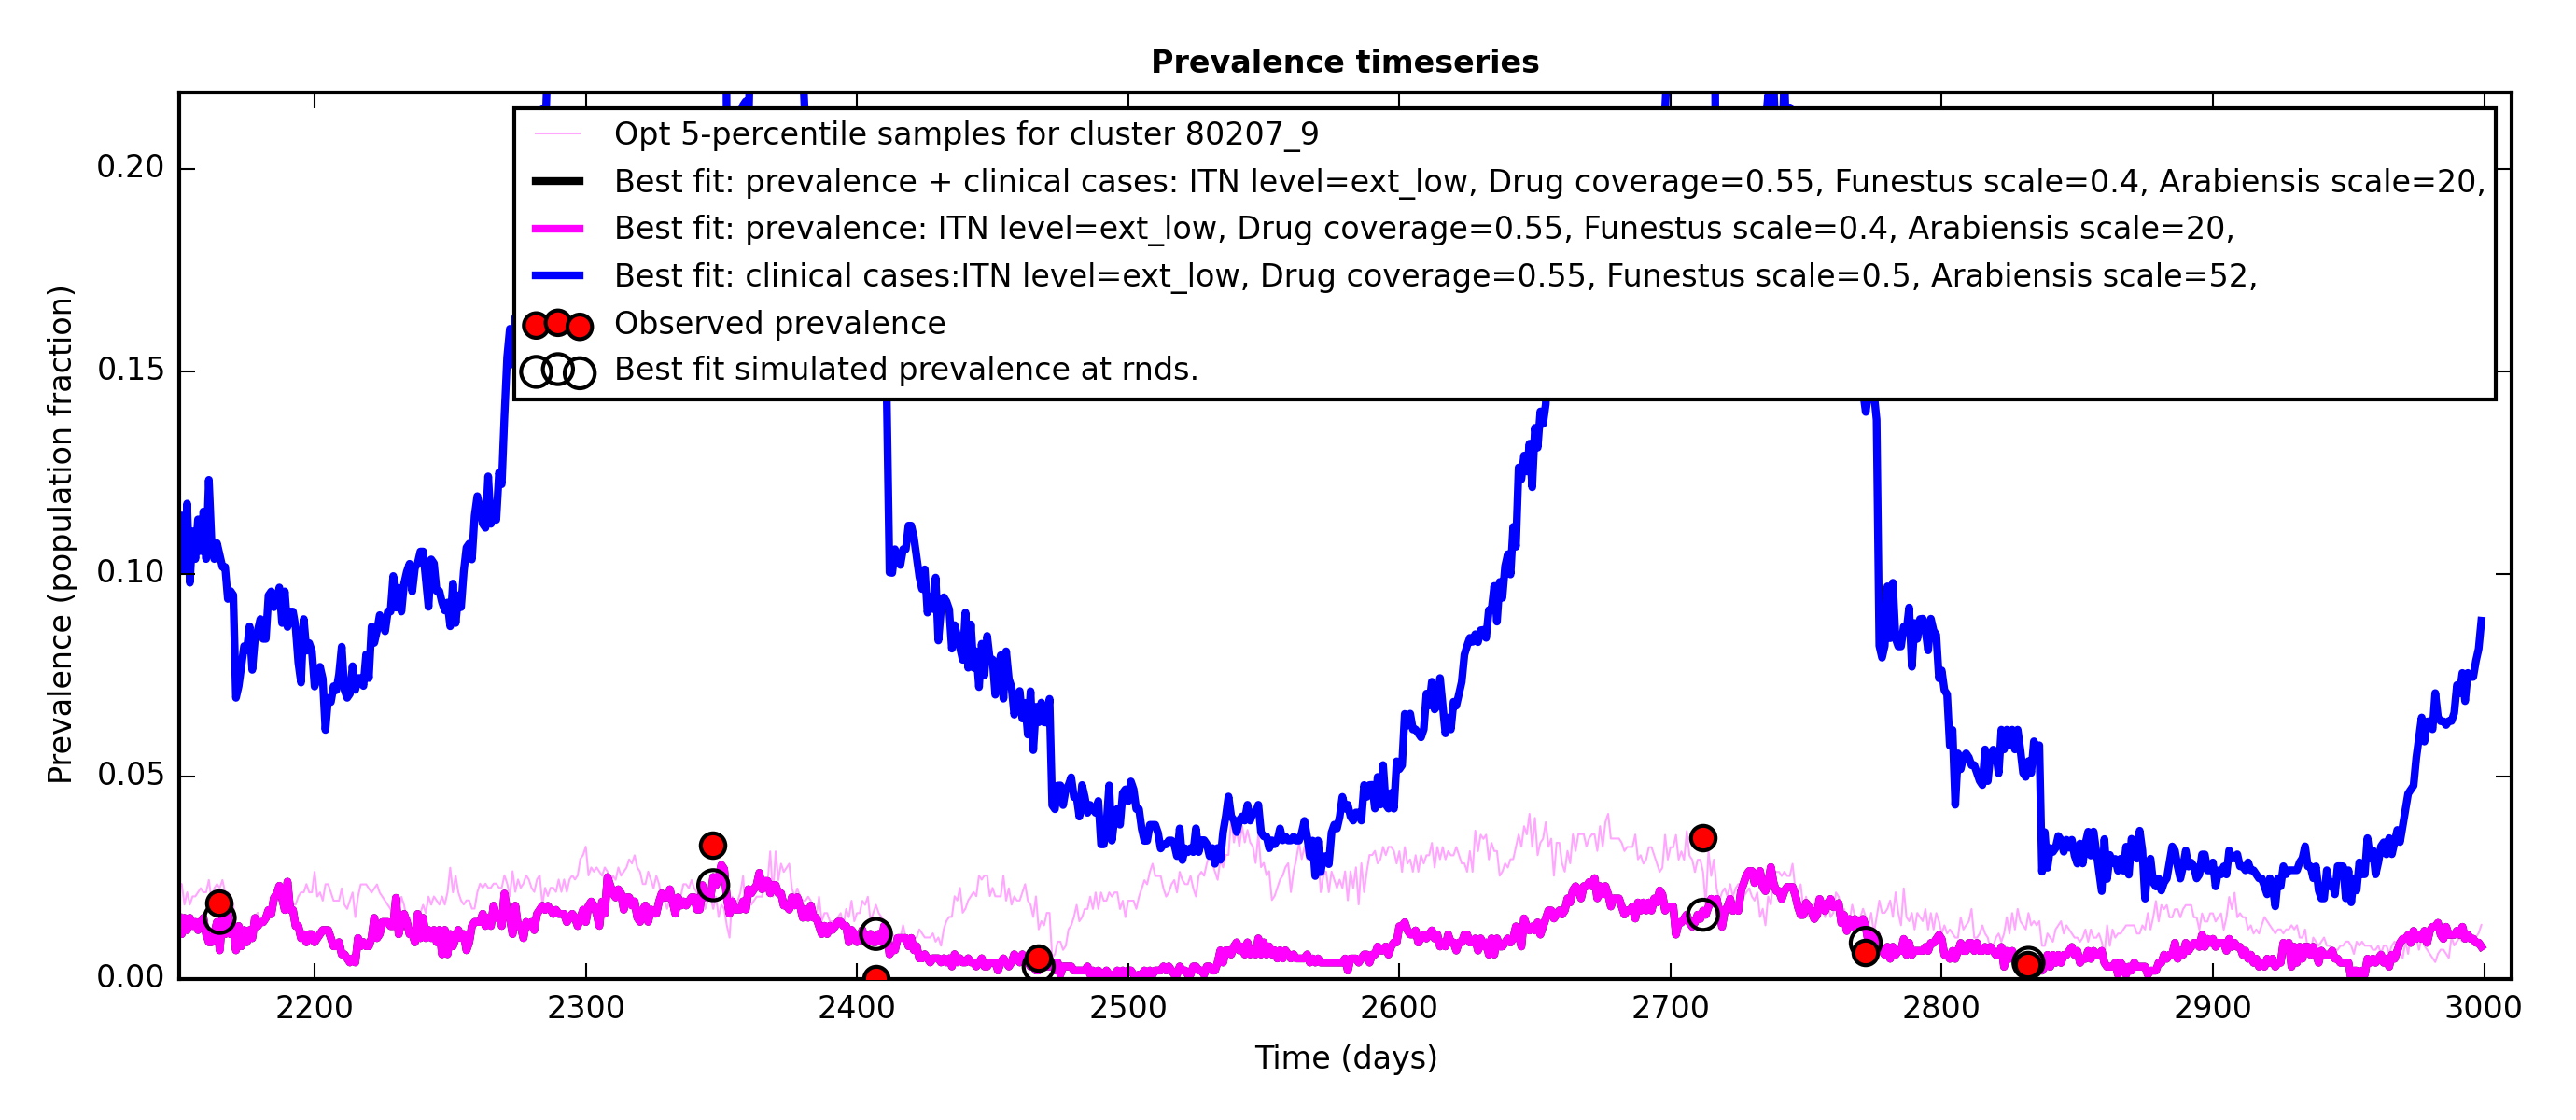 Prevalence timeseries
Opt 5-percentile samples for cluster 80207_9
Best fit: prevalence + clinical cases: ITN level=ext_low, Drug coverage=0.55, Funestus scale=0.4, Arabiensis scale=20,
Best fit: prevalence: ITN level=ext_low, Drug coverage=0.55, Funestus scale=0.4, Arabiensis scale=20,
Best fit: clinical cases:ITN level=ext_low, Drug coverage=0.55, Funestus scale=0.5, Arabiensis scale=52,
Observed prevalence
Best fit simulated prevalence at rnds.
Prevalence (population fraction)
0.20
0.15
0.10
0.05
0.00
2200 2300 2400 2500 2600 2700 2800 2900 3000
Time (days)